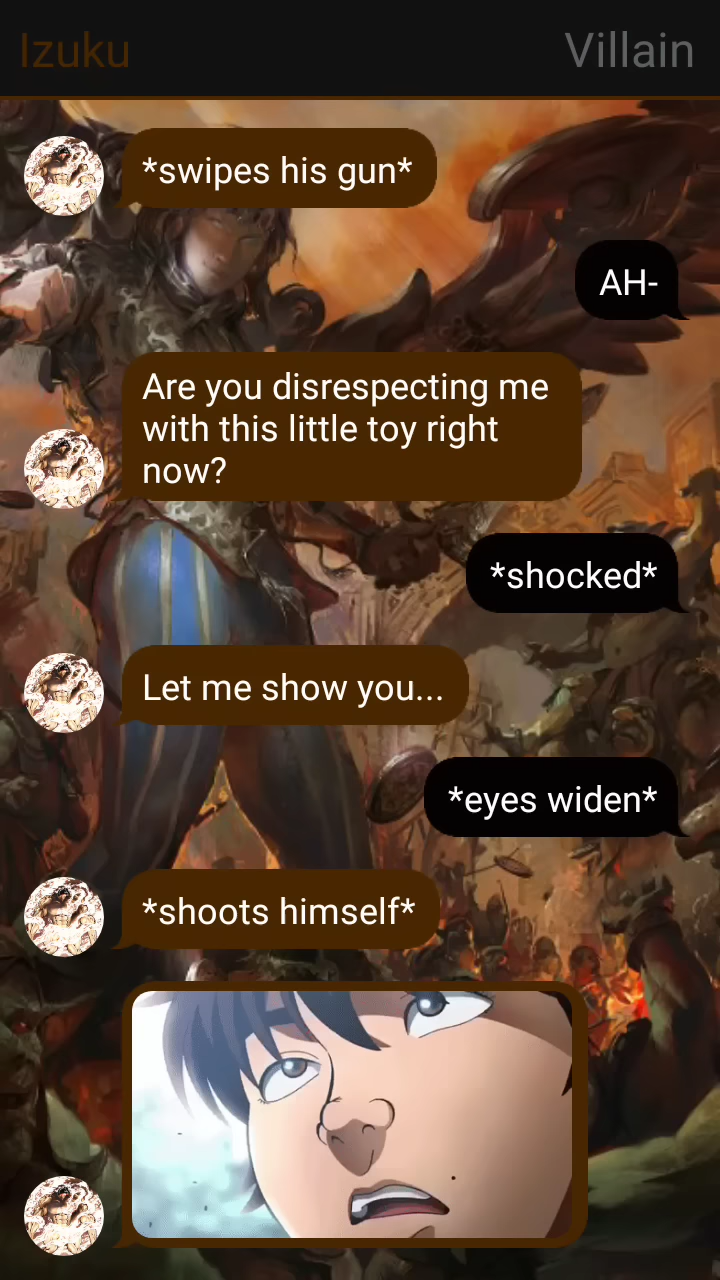 Izuku
Villain
*swipes his gun*
AH-
Are you disrespecting me
with this little toy right
now?
*shocked*
Let me show you...
*eyes widen*
*shoots himself*